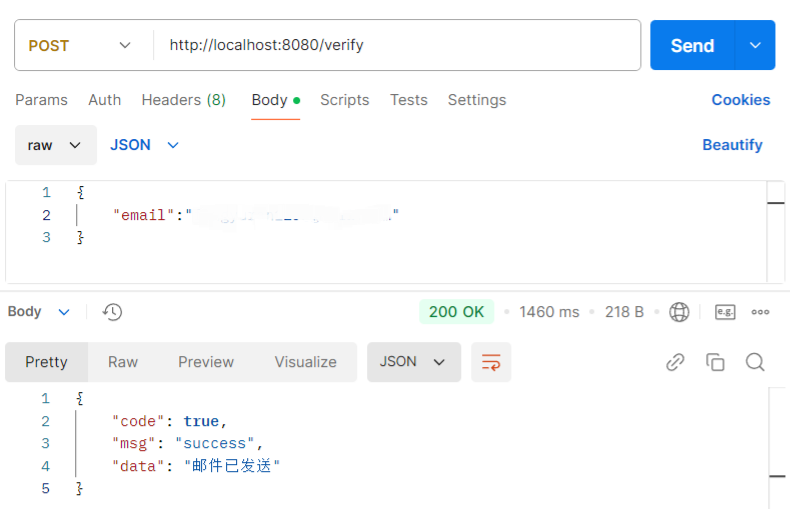 POST http://localhost:8080/verify Send
Params Auth Headers (8) Body Scripts Tests Settings Cookies
raw JSON Beautify
1 {
2 "email":" "
3 }
Body 200 OK 1460 ms 218 B e.g.
Pretty Raw Preview Visualize JSON
1 {
2 "code": true,
3 "msg": "success",
4 "data": "邮件已发送"
5 }